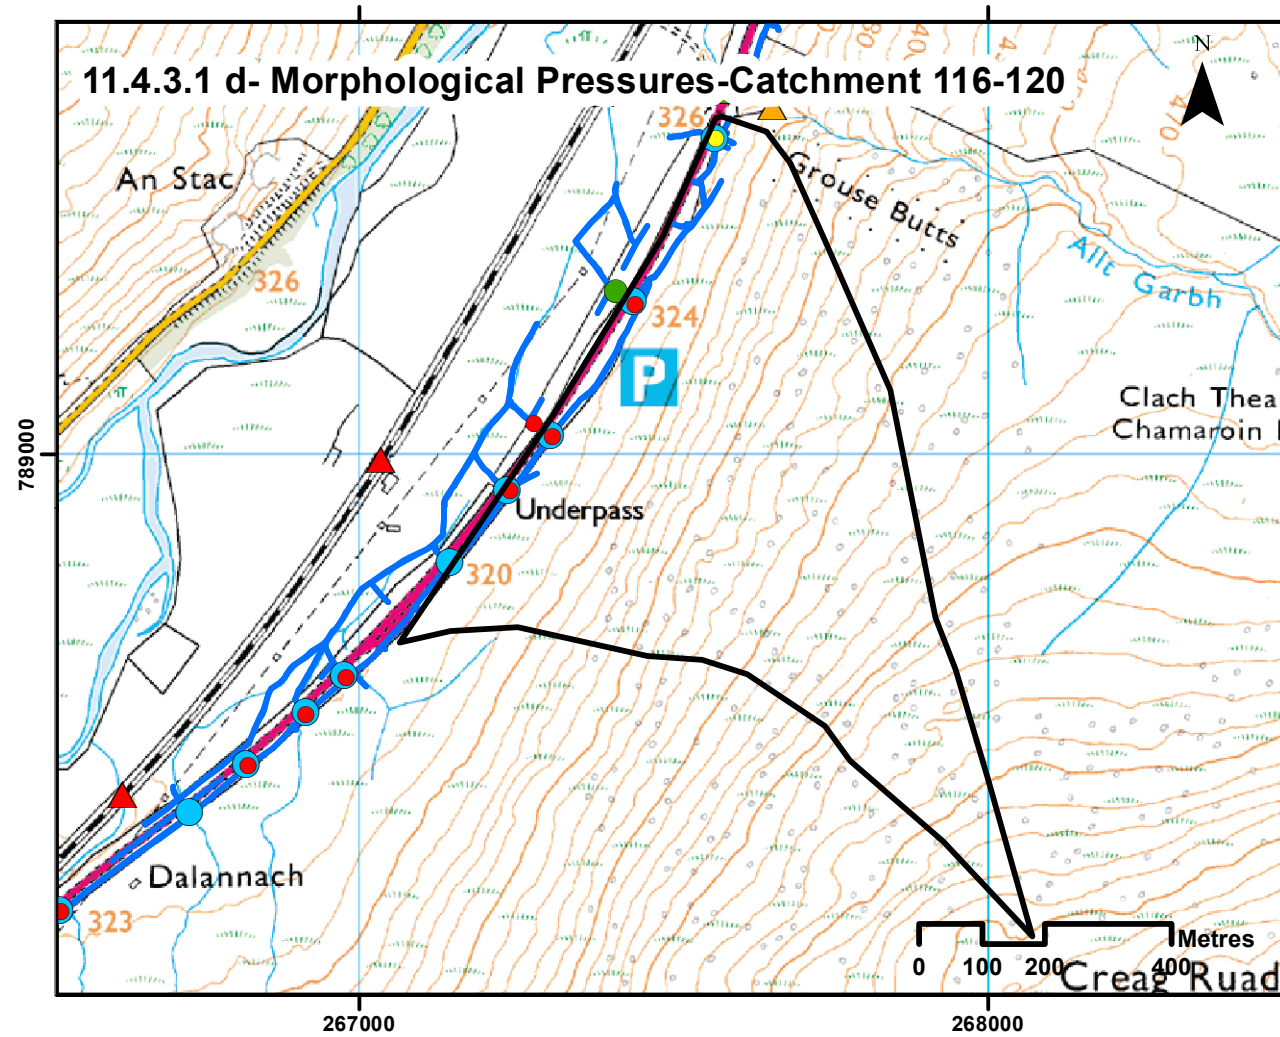 11.4.3.1 d- Morphological Pressures-Catchment 116-120
N
326
470
An Stac
Grouse Butts
Allt Garbh
326
324
P
Clach Thea
Chamaroin
789000
Underpass
320
Dalannach
323
Metres
0 100 200 400
Creag Ruad
267000 268000